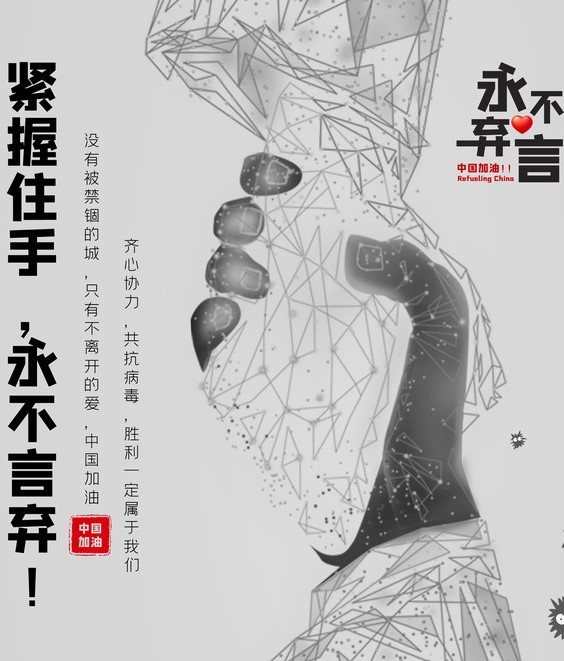 紧握住手，永不言弃！
没有被禁锢的城，只有不离开的爱，中国加油
中国
加油
齐心协力，共抗病毒，胜利一定属于我们
永不
弃言
中国加油!!
Refueling China